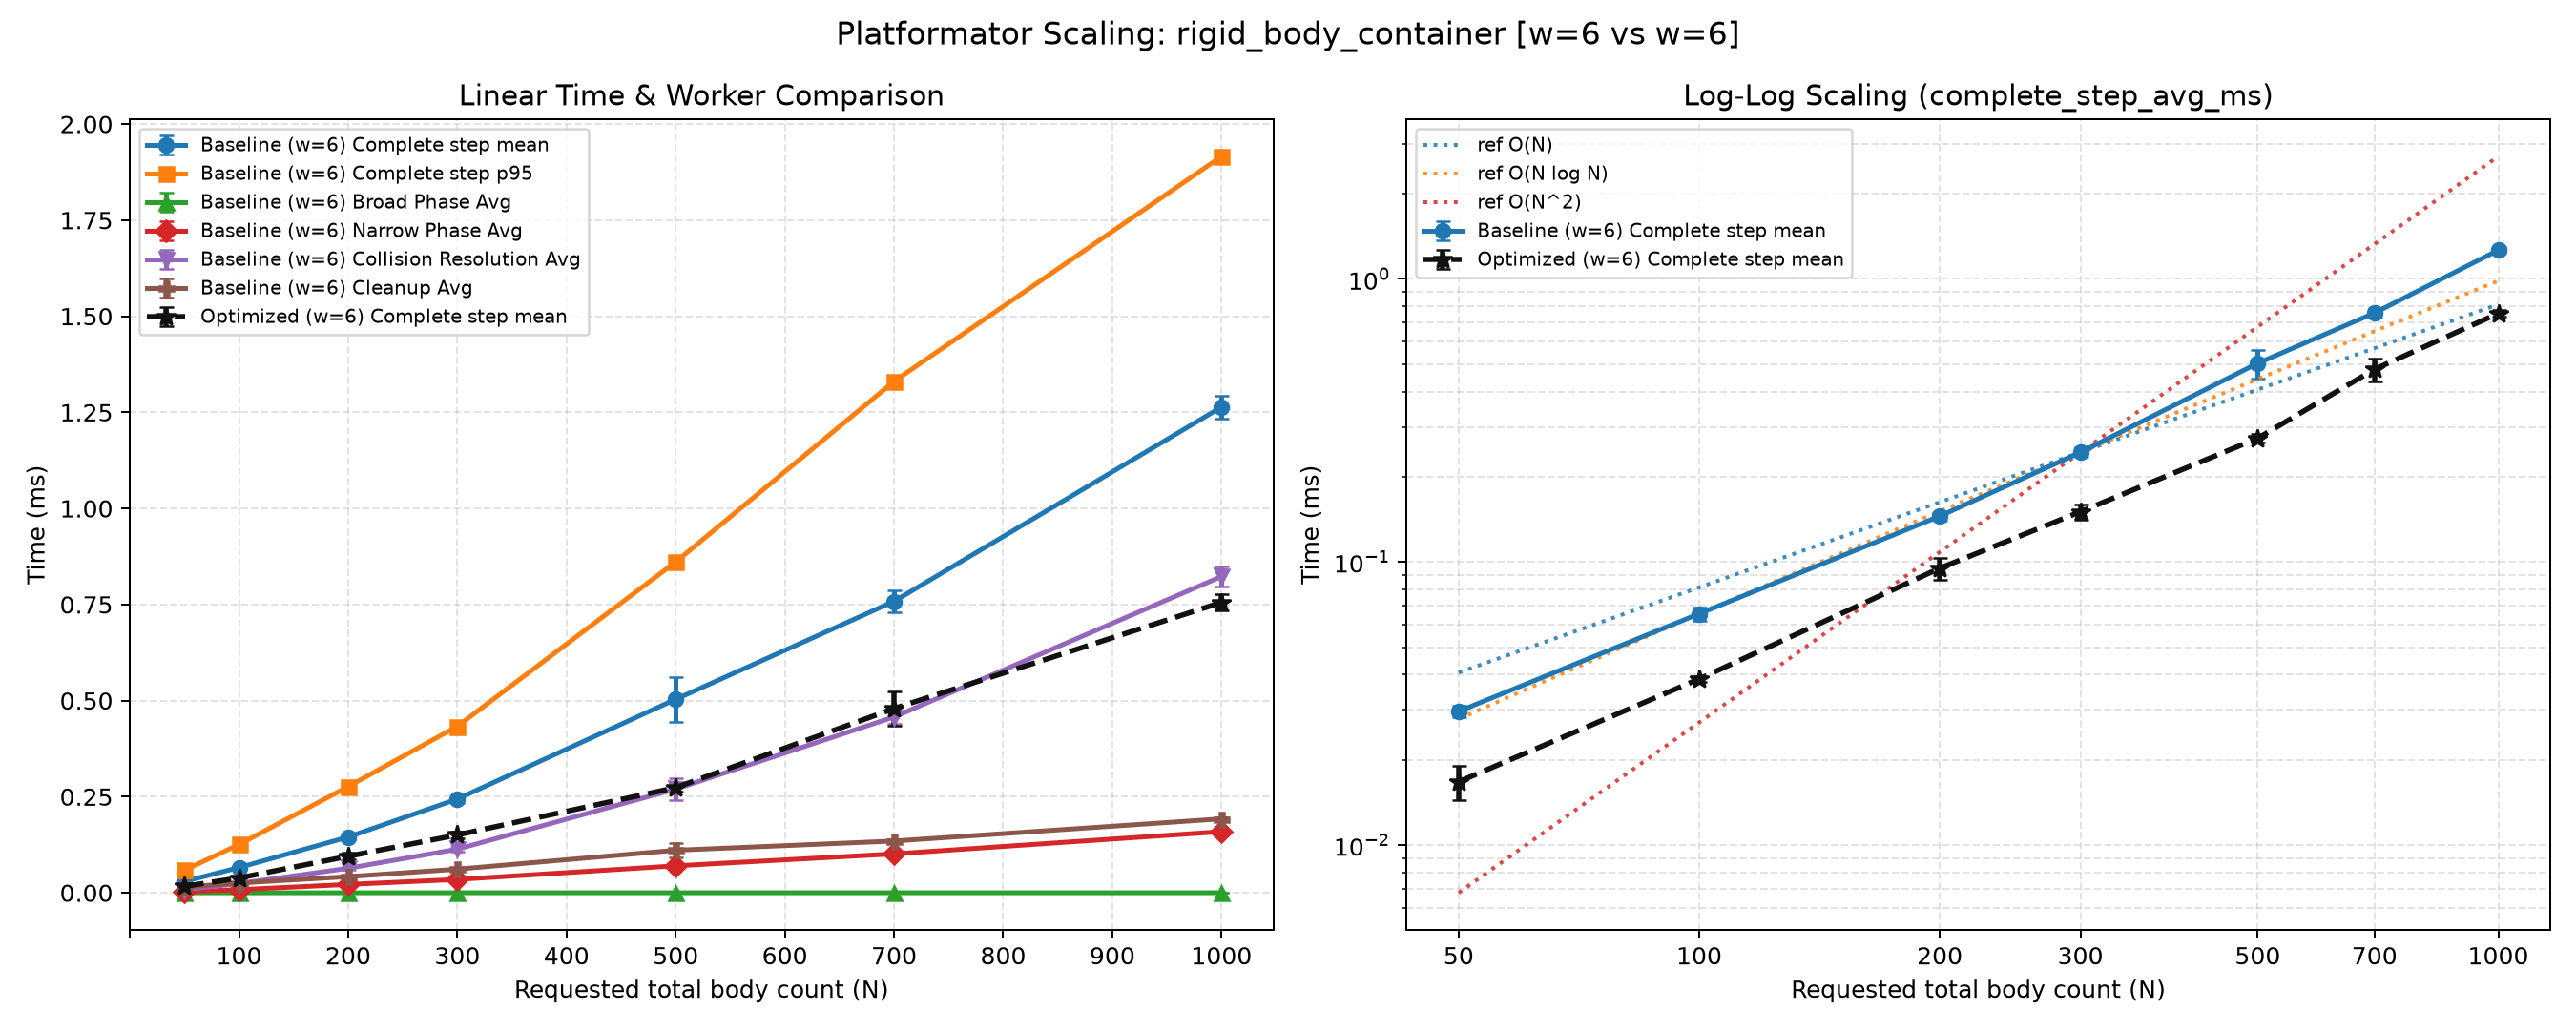 Platformator Scaling: rigid_body_container [w=6 vs w=6]
Linear Time & Worker Comparison
Baseline (w=6) Complete step mean
Baseline (w=6) Complete step p95
Baseline (w=6) Broad Phase Avg
Baseline (w=6) Narrow Phase Avg
Baseline (w=6) Collision Resolution Avg
Baseline (w=6) Cleanup Avg
Optimized (w=6) Complete step mean
2.00
1.75
1.50
1.25
1.00
0.75
0.50
0.25
0.00
Time (ms)
100 200 300 400 500 600 700 800 900 1000
Requested total body count (N)
Log-Log Scaling (complete_step_avg_ms)
ref O(N)
ref O(N log N)
ref O(N^2)
Baseline (w=6) Complete step mean
Optimized (w=6) Complete step mean
10⁰
10⁻¹
10⁻²
Time (ms)
50 100 200 300 500 700 1000
Requested total body count (N)